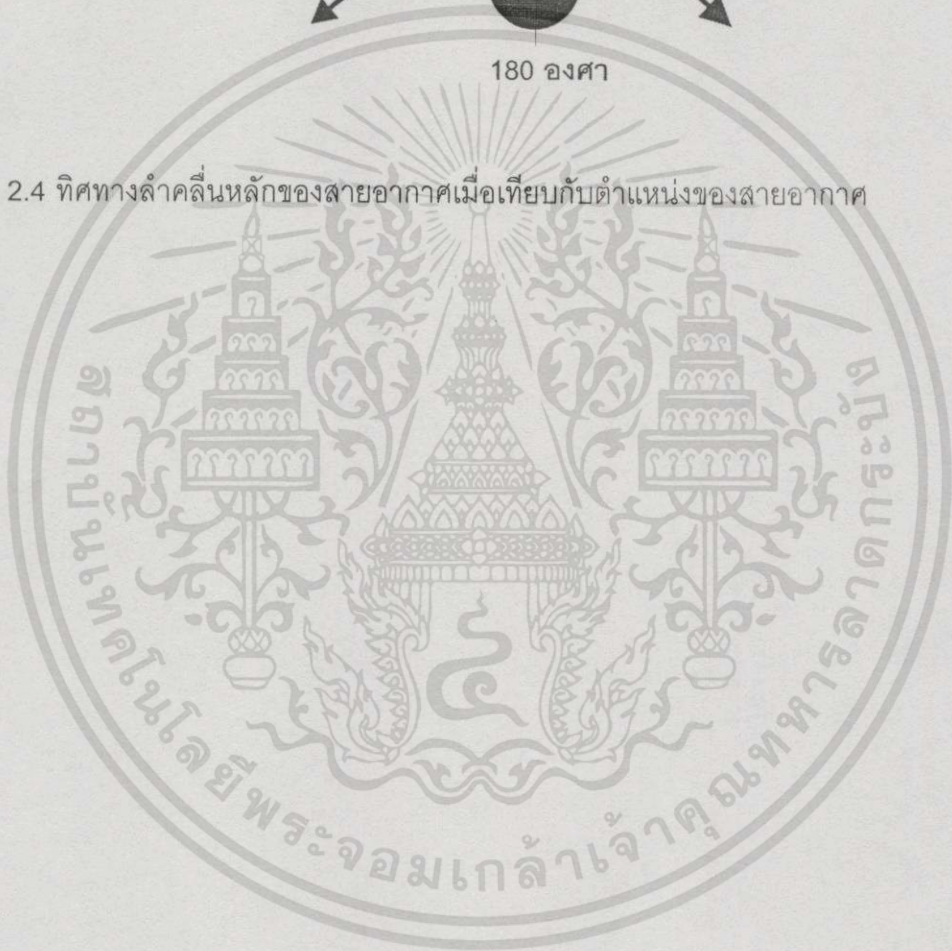 180 องศา
2.4 ทิศทางลำคลื่นหลักของสายอากาศเมื่อเทียบกับตำแหน่งของสายอากาศ
สถาบันเทคโนโลยีพระจอมเกล้าเจ้าคุณทหารลาดกระบัง
๔